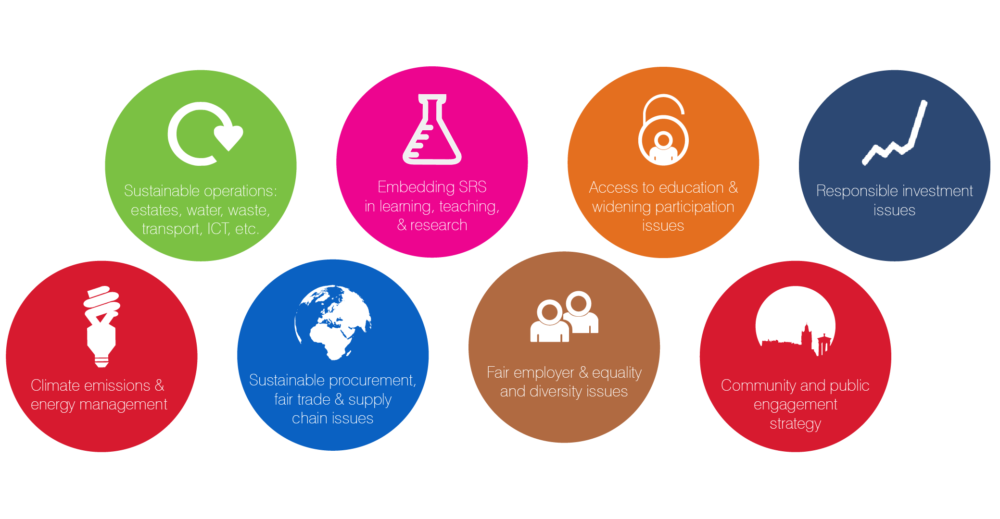 Sustainable operations:
estates, water, waste,
transport, ICT, etc.
Embedding SRS
in learning, teaching,
& research
Access to education &
widening participation
issues
Responsible investment
issues
Climate emissions &
energy management
Sustainable procurement,
fair trade & supply
chain issues
Fair employer & equality
and diversity issues
Community and public
engagement
strategy